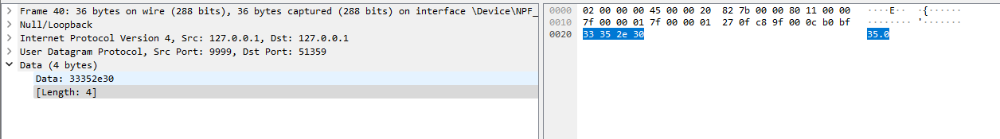 Frame 40: 36 bytes on wire (288 bits), 36 bytes captured (288 bits) on interface \Device\NPF_
Null/Loopback
Internet Protocol Version 4, Src: 127.0.0.1, Dst: 127.0.0.1
User Datagram Protocol, Src Port: 9999, Dst Port: 51359
Data (4 bytes)
Data: 33352e30
[Length: 4]
0000 02 00 00 00 45 00 00 20 82 7b 00 00 80 11 00 00 ····E·· ·{······
0010 7f 00 00 01 7f 00 00 01 27 0f c8 9f 00 0c b0 bf ········ '·······
0020 33 35 2e 30 35.0